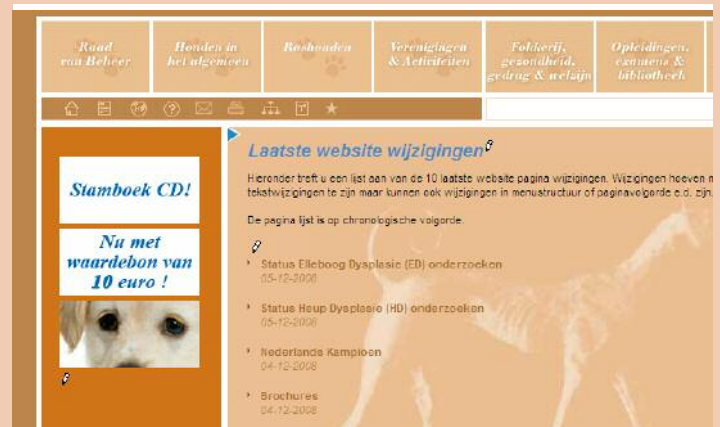 Raad
van Beheer
Honden in
het algemeen
Rashonden
Verenigingen
& Activiteiten
Fokkerij,
gezondheid,
gedrag & welzijn
Opleidingen,
examens &
bibliotheek
Laatste website wijzigingen
Hieronder treft u een lijst aan van de 10 laatste website pagina wijzigingen. Wijzigingen hoeven
tekstwijzigingen te zijn maar kunnen ook wijzigingen in menustructuur of paginavolgorde e.d. zijn.
De pagina lijst is op chronologische volgorde.
Stamboek CD!
Nu met
waardebon van
10 euro !
Status Elleboog Dysplasie (ED) onderzoeken
05-12-2008
Status Heup Dysplasie (HD) onderzoeken
05-12-2008
Nederlands Kampioen
04-12-2008
Brochures
04-12-2008